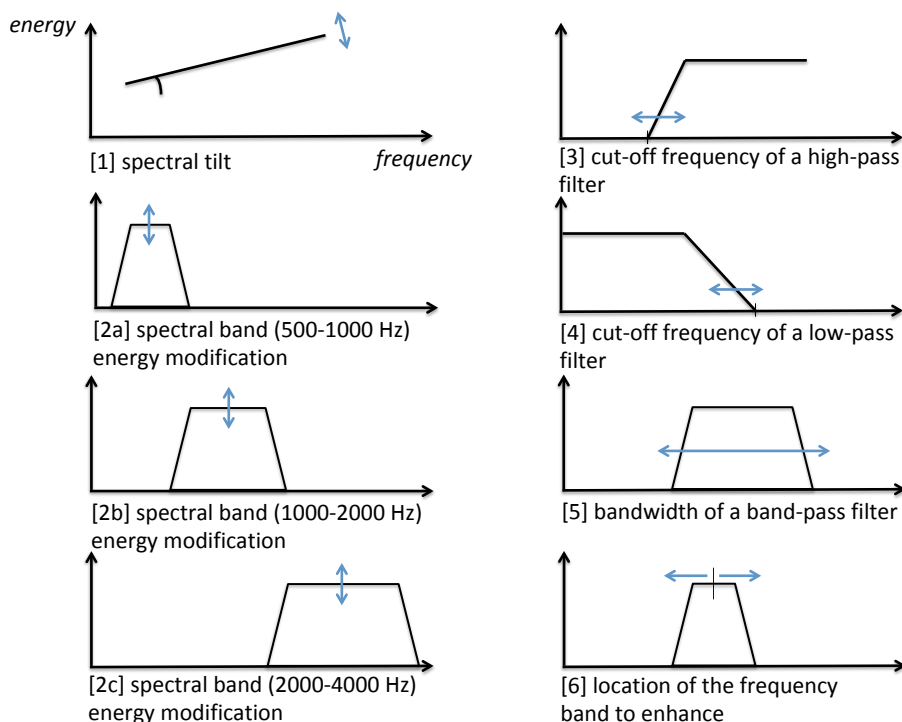 energy
frequency
[1] spectral tilt
[2a] spectral band (500-1000 Hz)
energy modification
[2b] spectral band (1000-2000 Hz)
energy modification
[2c] spectral band (2000-4000 Hz)
energy modification
[3] cut-off frequency of a high-pass
filter
[4] cut-off frequency of a low-pass
filter
[5] bandwidth of a band-pass filter
[6] location of the frequency
band to enhance